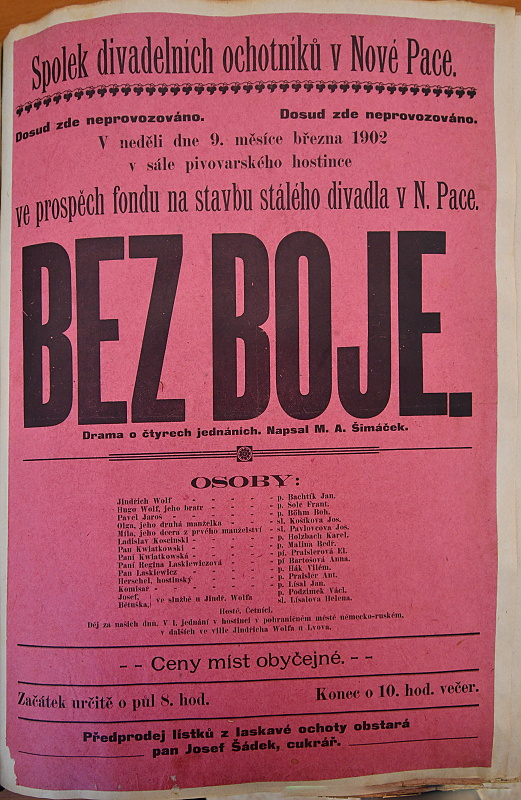 Spolek divadelních ochotníků v Nové Pace.
Dosud zde neprovozováno. Dosud zde neprovozováno.
V neděli dne 9. měsíce března 1902
v sále pivovarského hostince
ve prospěch fondu na stavbu stálého divadla v N. Pace.
BEZ BOJE.
Drama o čtyrech jednáních. Napsal M. A. Šimáček.
OSOBY:
Jindřich Wolf - - - - - - p. Bachtík Jan.
Hugo Wolf, jeho bratr - - - - - p. Šolc Frant.
Pavel Jaroš - - - - - - p. Böhm Boh.
Olga, jeho druhá manželka - - - sl. Kostkova Jos.
Míla, jeho dcera z prvého manželství - sl. Pavlovcova Jos.
Ladislav Koscinski - - - - - p. Holzbach Karel.
Pan Kwiatkowski - - - - - p. Malina Bedř.
Paní Kwiatkowská - - - - - pí. Praislerová El.
Paní Regina Laskiewiczová - - - - pí Bartošová Anna.
Pan Laskiewicz - - - - - p. Hák Vilém.
Herschel, hostinský - - - - - p. Praisler Ant.
Komisar - - - - - - p. Lísal Jan.
Josef, } ve službě u Jindř. Wolfa p. Podzimek Václ.
Bětuška, sl. Lísalova Helena.
Hosté. Četníci.
Děj za našich dnů. V I. jednání v hostinci v pohraničném městě německo-ruském,
v dalších ve ville Jindřicha Wolfa u Lvova.
- - Ceny míst obyčejné. - -
Začátek určitě o půl 8. hod. Konec o 10. hod. večer.
Předprodej lístků z laskavé ochoty obstará
pan Josef Šádek, cukrář.